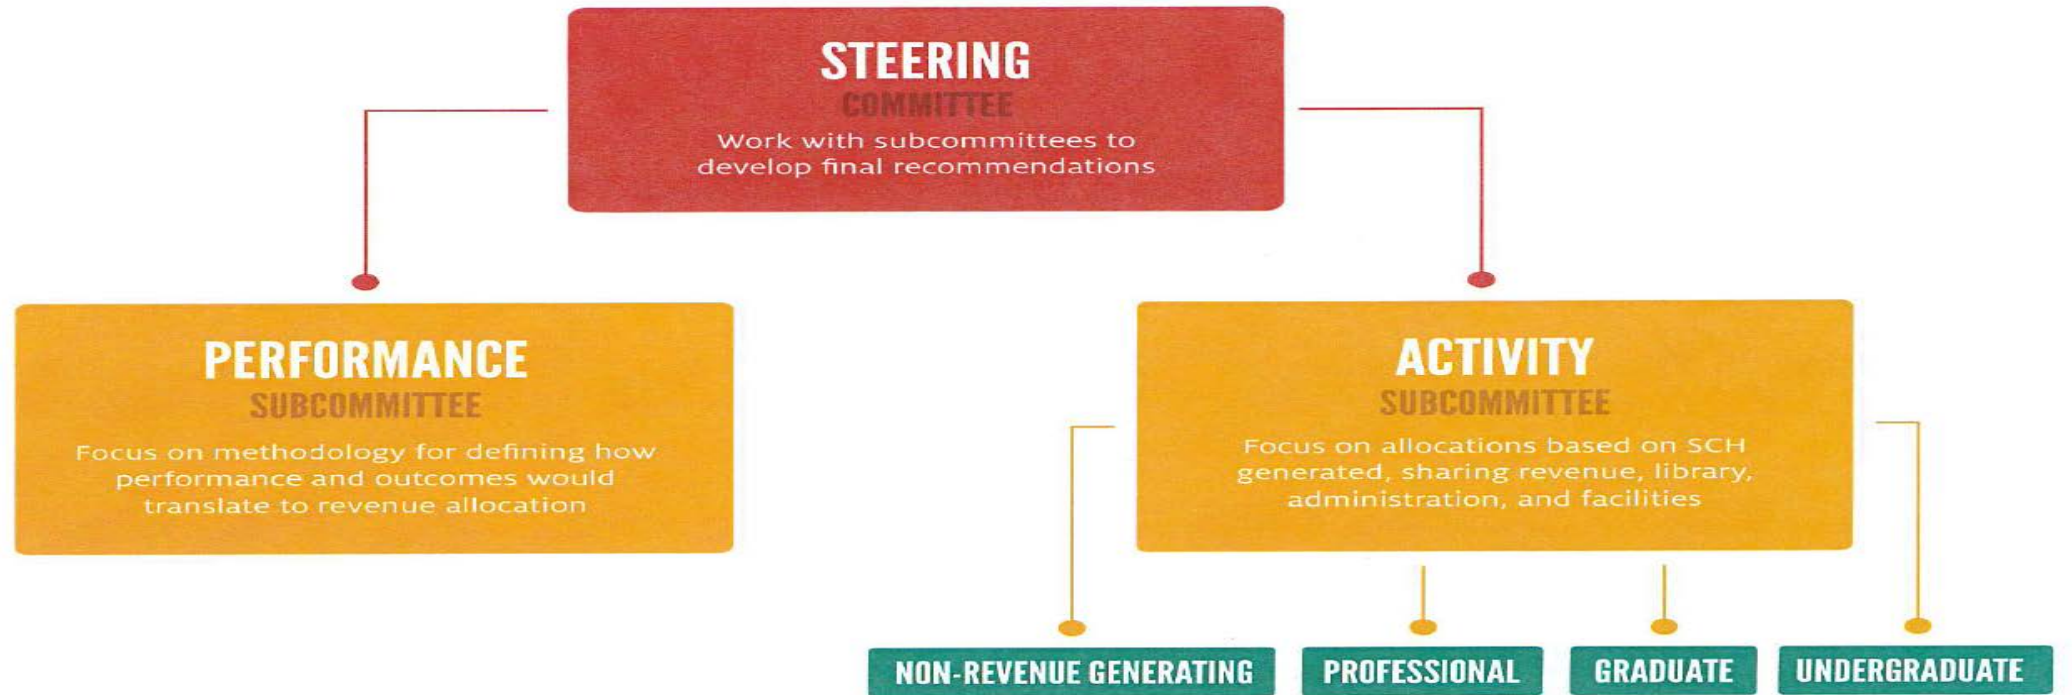 STEERING
COMMITTEE
Work with subcommittees to
develop final recommendations
PERFORMANCE
SUBCOMMITTEE
Focus on methodology for defining how
performance and outcomes would
translate to revenue allocation
ACTIVITY
SUBCOMMITTEE
Focus on allocations based on SCH
generated, sharing revenue, library,
administration, and facilities
NON-REVENUE GENERATING
PROFESSIONAL
GRADUATE
UNDERGRADUATE